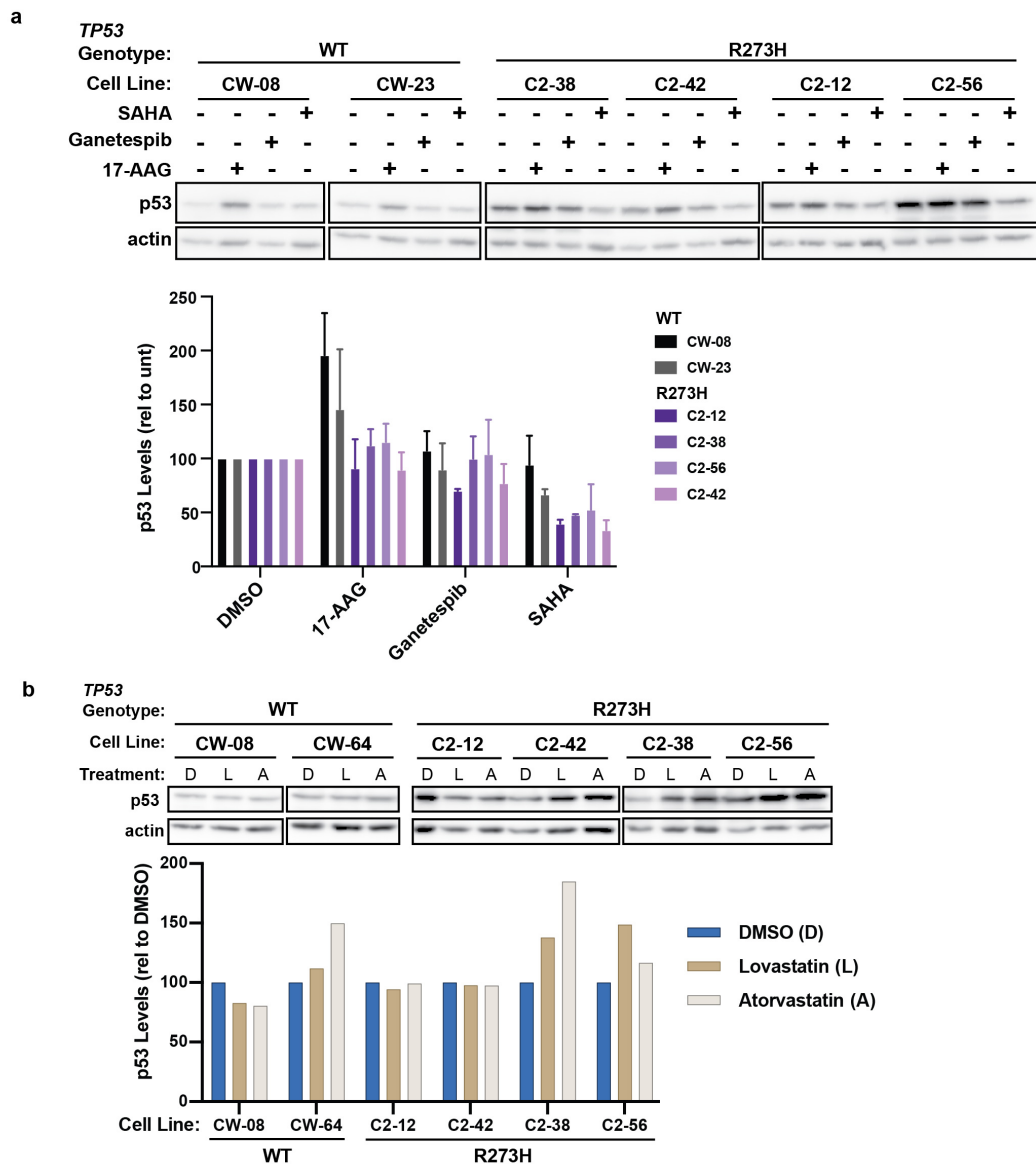 a
TP53
Genotype: WT R273H
Cell Line: CW-08 CW-23 C2-38 C2-42 C2-12 C2-56
SAHA - - - + - - - + - - - + - - - + - - - + - - - +
Ganetespib - - + - - - + - - - + - - - + - - - + - - - + -
17-AAG - + - - - + - - - + - - - + - - - + - - - + - -
p53
actin
250
200
150
100
50
0
p53 Levels (rel to unt)
DMSO
17-AAG
Ganetespib
SAHA
WT
CW-08
CW-23
R273H
C2-12
C2-38
C2-56
C2-42
b
TP53
Genotype: WT R273H
Cell Line: CW-08 CW-64 C2-12 C2-42 C2-38 C2-56
Treatment: D L A D L A D L A D L A D L A D L A
p53
actin
200
150
100
50
0
p53 Levels (rel to DMSO)
DMSO (D)
Lovastatin (L)
Atorvastatin (A)
Cell Line: CW-08 CW-64 C2-12 C2-42 C2-38 C2-56
WT R273H